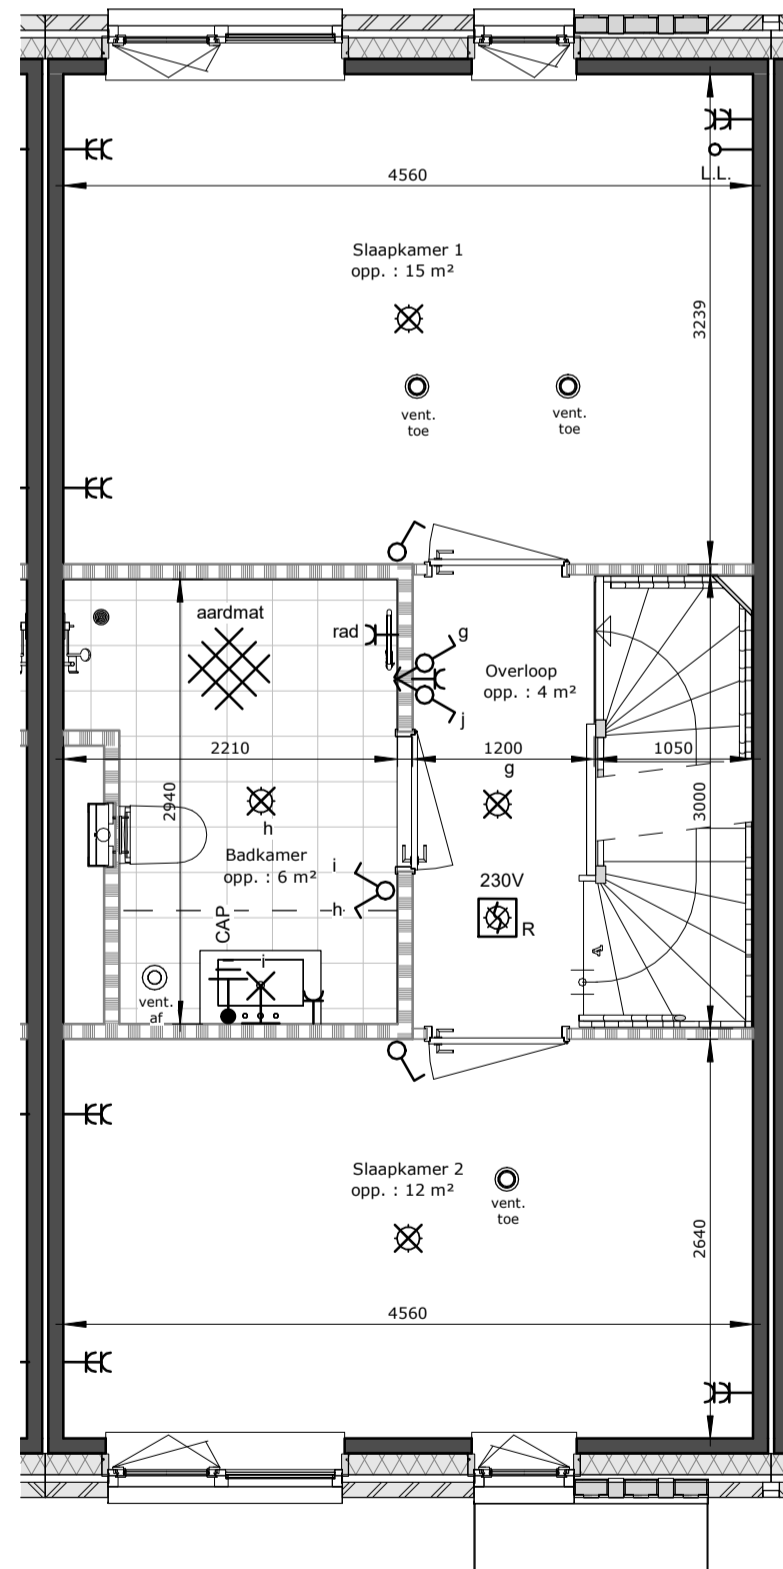 L.L.
4560
Slaapkamer 1
opp. : 15 m²
3239
vent.
toe
vent.
toe
aardmat
rad
g
Overloop
opp. : 4 m²
j
2210
1200
1050
g
2940
3000
h
Badkamer
opp. : 6 m²
i
h
230V
R
CAP
i
vent.
af
Slaapkamer 2
opp. : 12 m²
vent.
toe
2640
4560